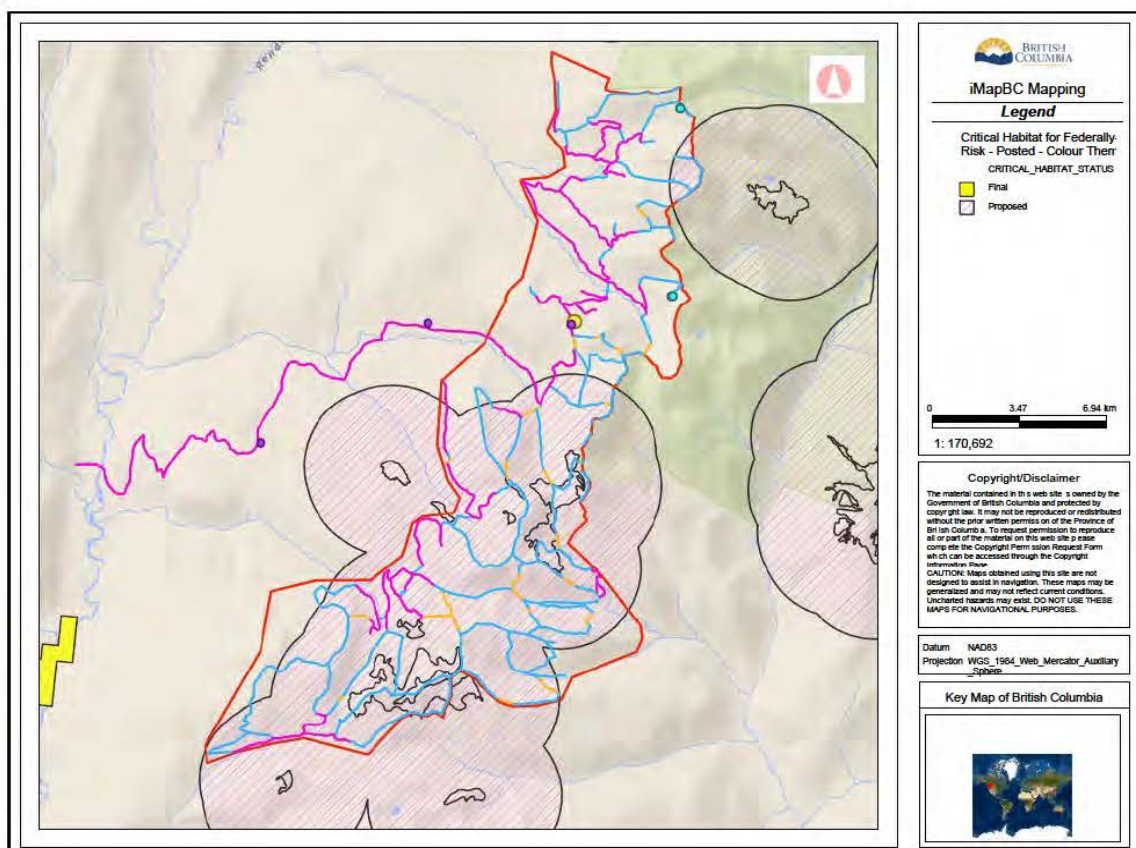 BRITISH
COLUMBIA
iMapBC Mapping
Legend
Critical Habitat for Federally-
Risk - Posted - Colour Them
CRITICAL_HABITAT_STATUS
Final
Proposed
0 3.47 6.94 km
1: 170,692
Copyright/Disclaimer
The material contained in th s web site s owned by the
Government of British Columbia and protected by
copyright law. It may not be reproduced or redistributed
without the prior written permiss on of the Province of
Bri ish Columb a. To request permission to reproduce
all or part of the material on this web site p ease
comp ete the Copyright Perm ssion Request Form
wh ch can be accessed through the Copyright
Information Page
CAUTION: Maps obtained using this site are not
designed to assist in navigation. These maps may be
generalized and may not reflect current conditions.
Uncharted hazards may exist. DO NOT USE THESE
MAPS FOR NAVIGATIONAL PURPOSES.
Datum NAD83
Projection WGS_1984_Web_Mercator_Auxiliary
_Sphere
Key Map of British Columbia